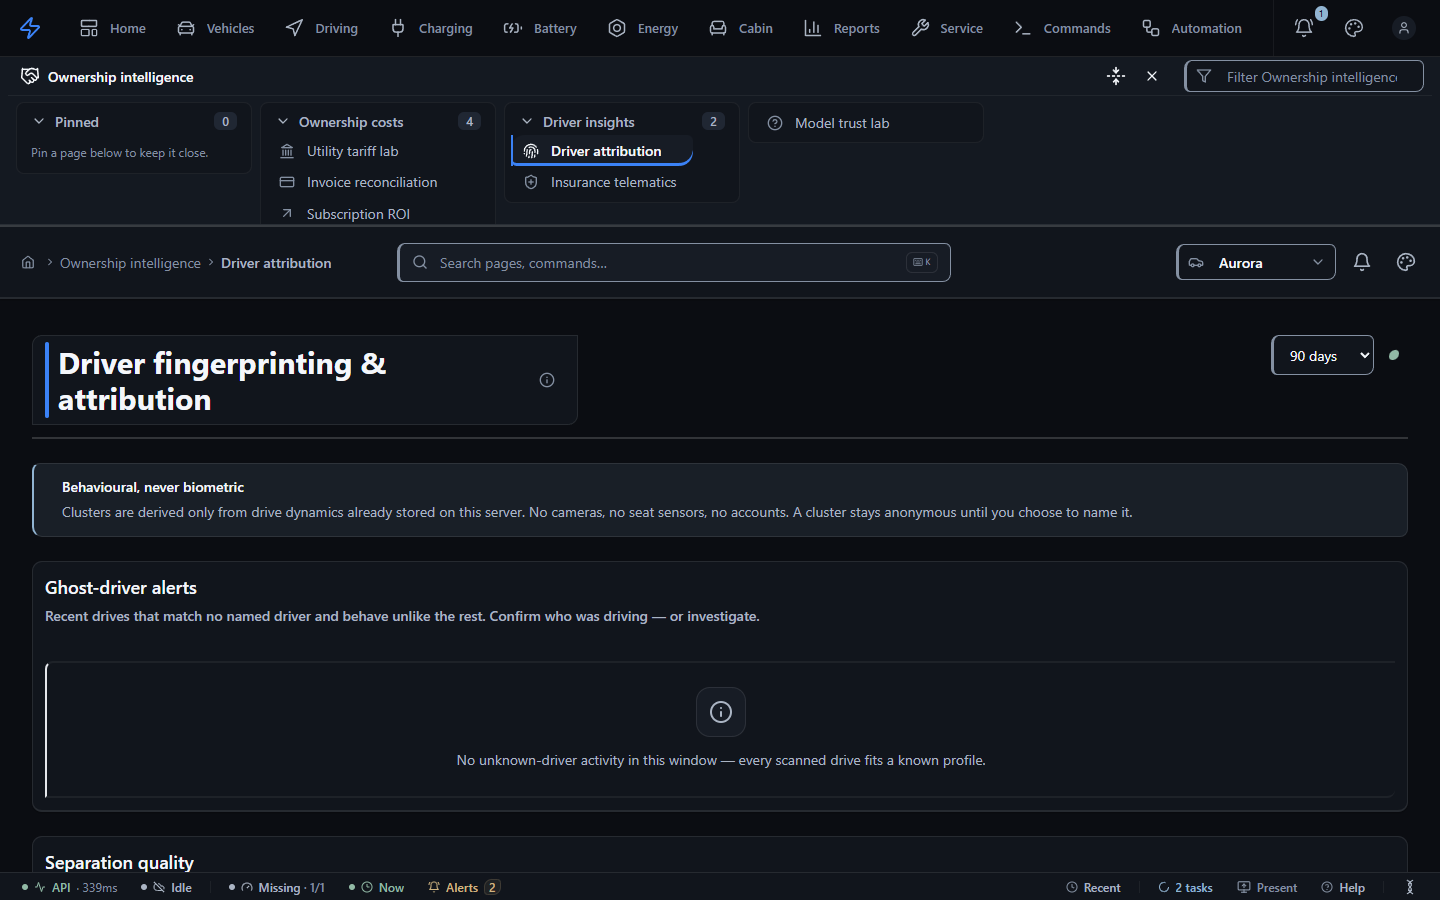 Home
Vehicles
Driving
Charging
Battery
Energy
Cabin
Reports
Service
Commands
Automation
1
Ownership intelligence
Filter Ownership intelligence
Pinned
0
Pin a page below to keep it close.
Ownership costs
4
Utility tariff lab
Invoice reconciliation
Subscription ROI
Driver insights
2
Driver attribution
Insurance telematics
Model trust lab
Ownership intelligence
Driver attribution
Search pages, commands...
K
Aurora
Driver fingerprinting &
attribution
90 days
Behavioural, never biometric
Clusters are derived only from drive dynamics already stored on this server. No cameras, no seat sensors, no accounts. A cluster stays anonymous until you choose to name it.
Ghost-driver alerts
Recent drives that match no named driver and behave unlike the rest. Confirm who was driving — or investigate.
No unknown-driver activity in this window — every scanned drive fits a known profile.
Separation quality
API · 339ms
Idle
Missing · 1/1
Now
Alerts 2
Recent
2 tasks
Present
Help